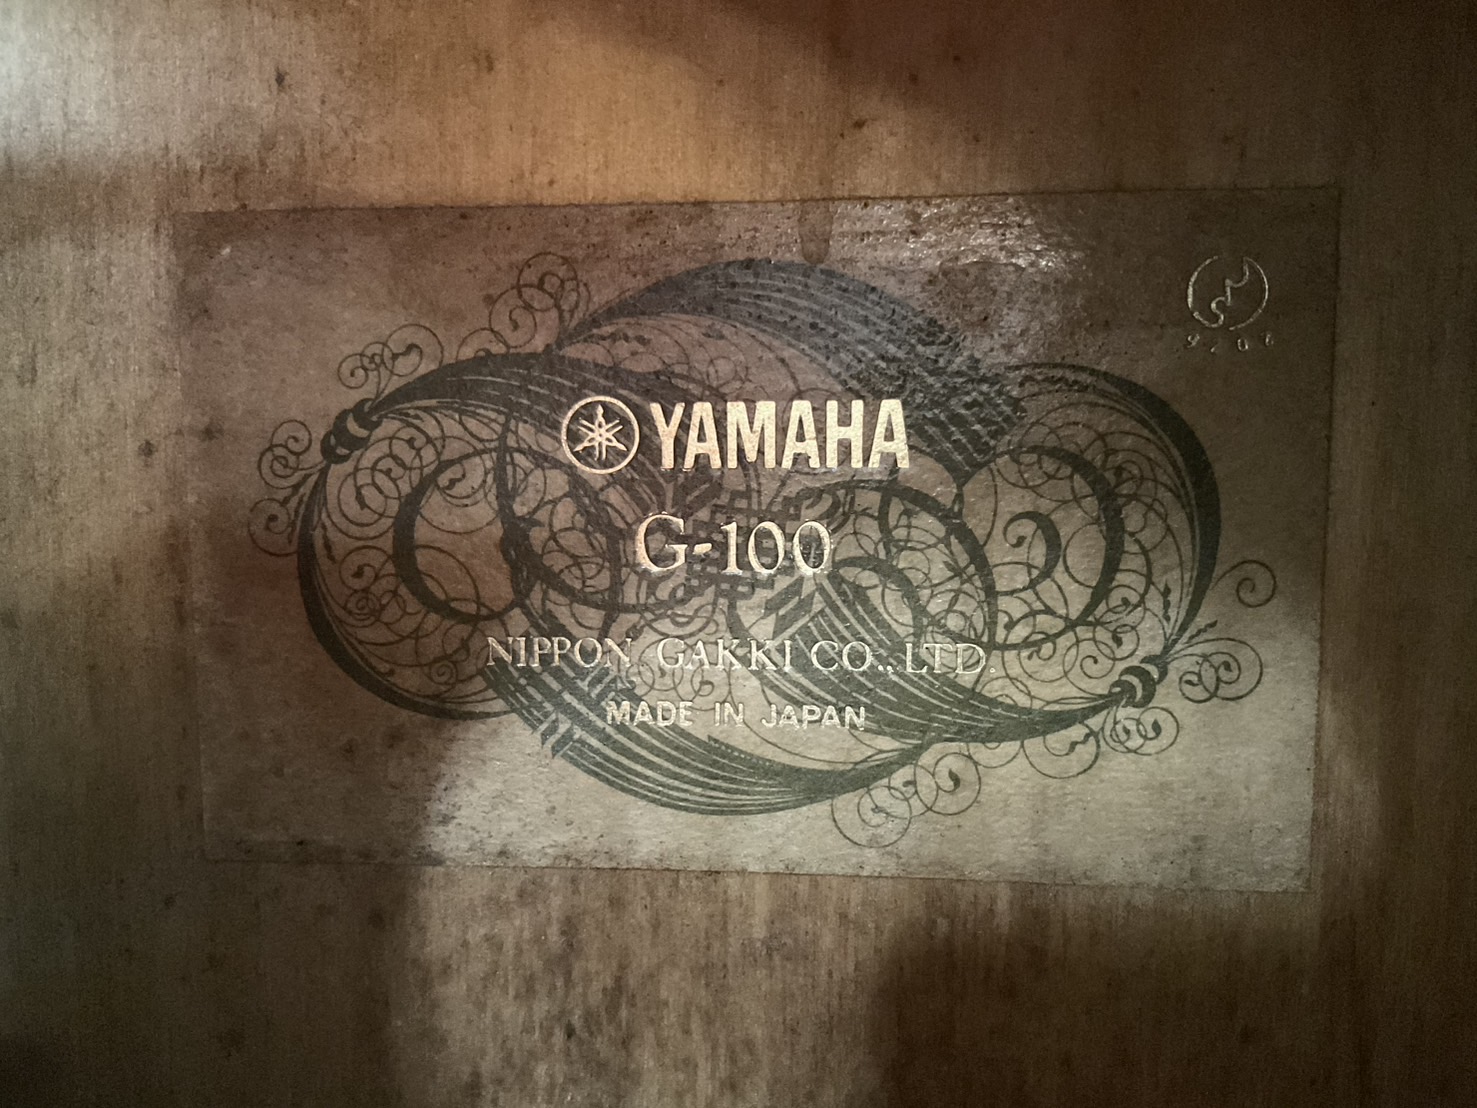 YAMAHA
G-100
NIPPON GAKKI CO., LTD.
MADE IN JAPAN